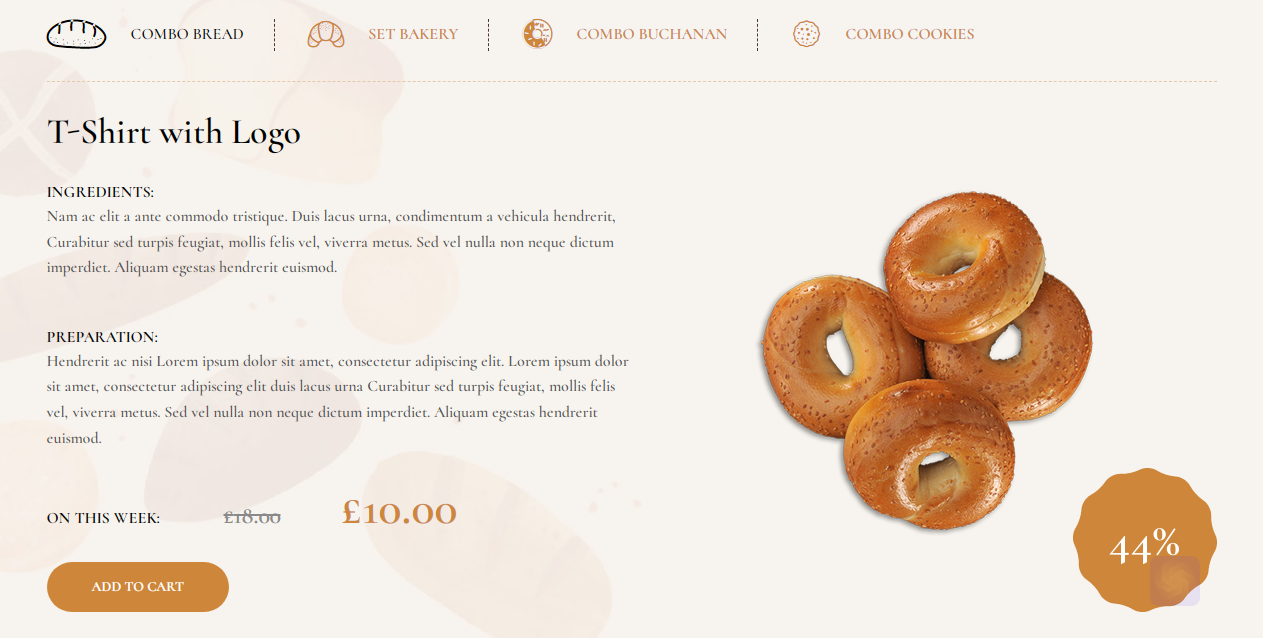 COMBO BREAD
SET BAKERY
COMBO BUCHANAN
COMBO COOKIES
T-Shirt with Logo
INGREDIENTS:
Nam ac elit a ante commodo tristique. Duis lacus urna, condimentum a vehicula hendrerit,
Curabitur sed turpis feugiat, mollis felis vel, viverra metus. Sed vel nulla non neque dictum
imperdiet. Aliquam egestas hendrerit euismod.
PREPARATION:
Hendrerit ac nisi Lorem ipsum dolor sit amet, consectetur adipiscing elit. Lorem ipsum dolor
sit amet, consectetur adipiscing elit duis lacus urna Curabitur sed turpis feugiat, mollis felis
vel, viverra metus. Sed vel nulla non neque dictum imperdiet. Aliquam egestas hendrerit
euismod.
ON THIS WEEK: £18.00 £10.00
ADD TO CART
44%